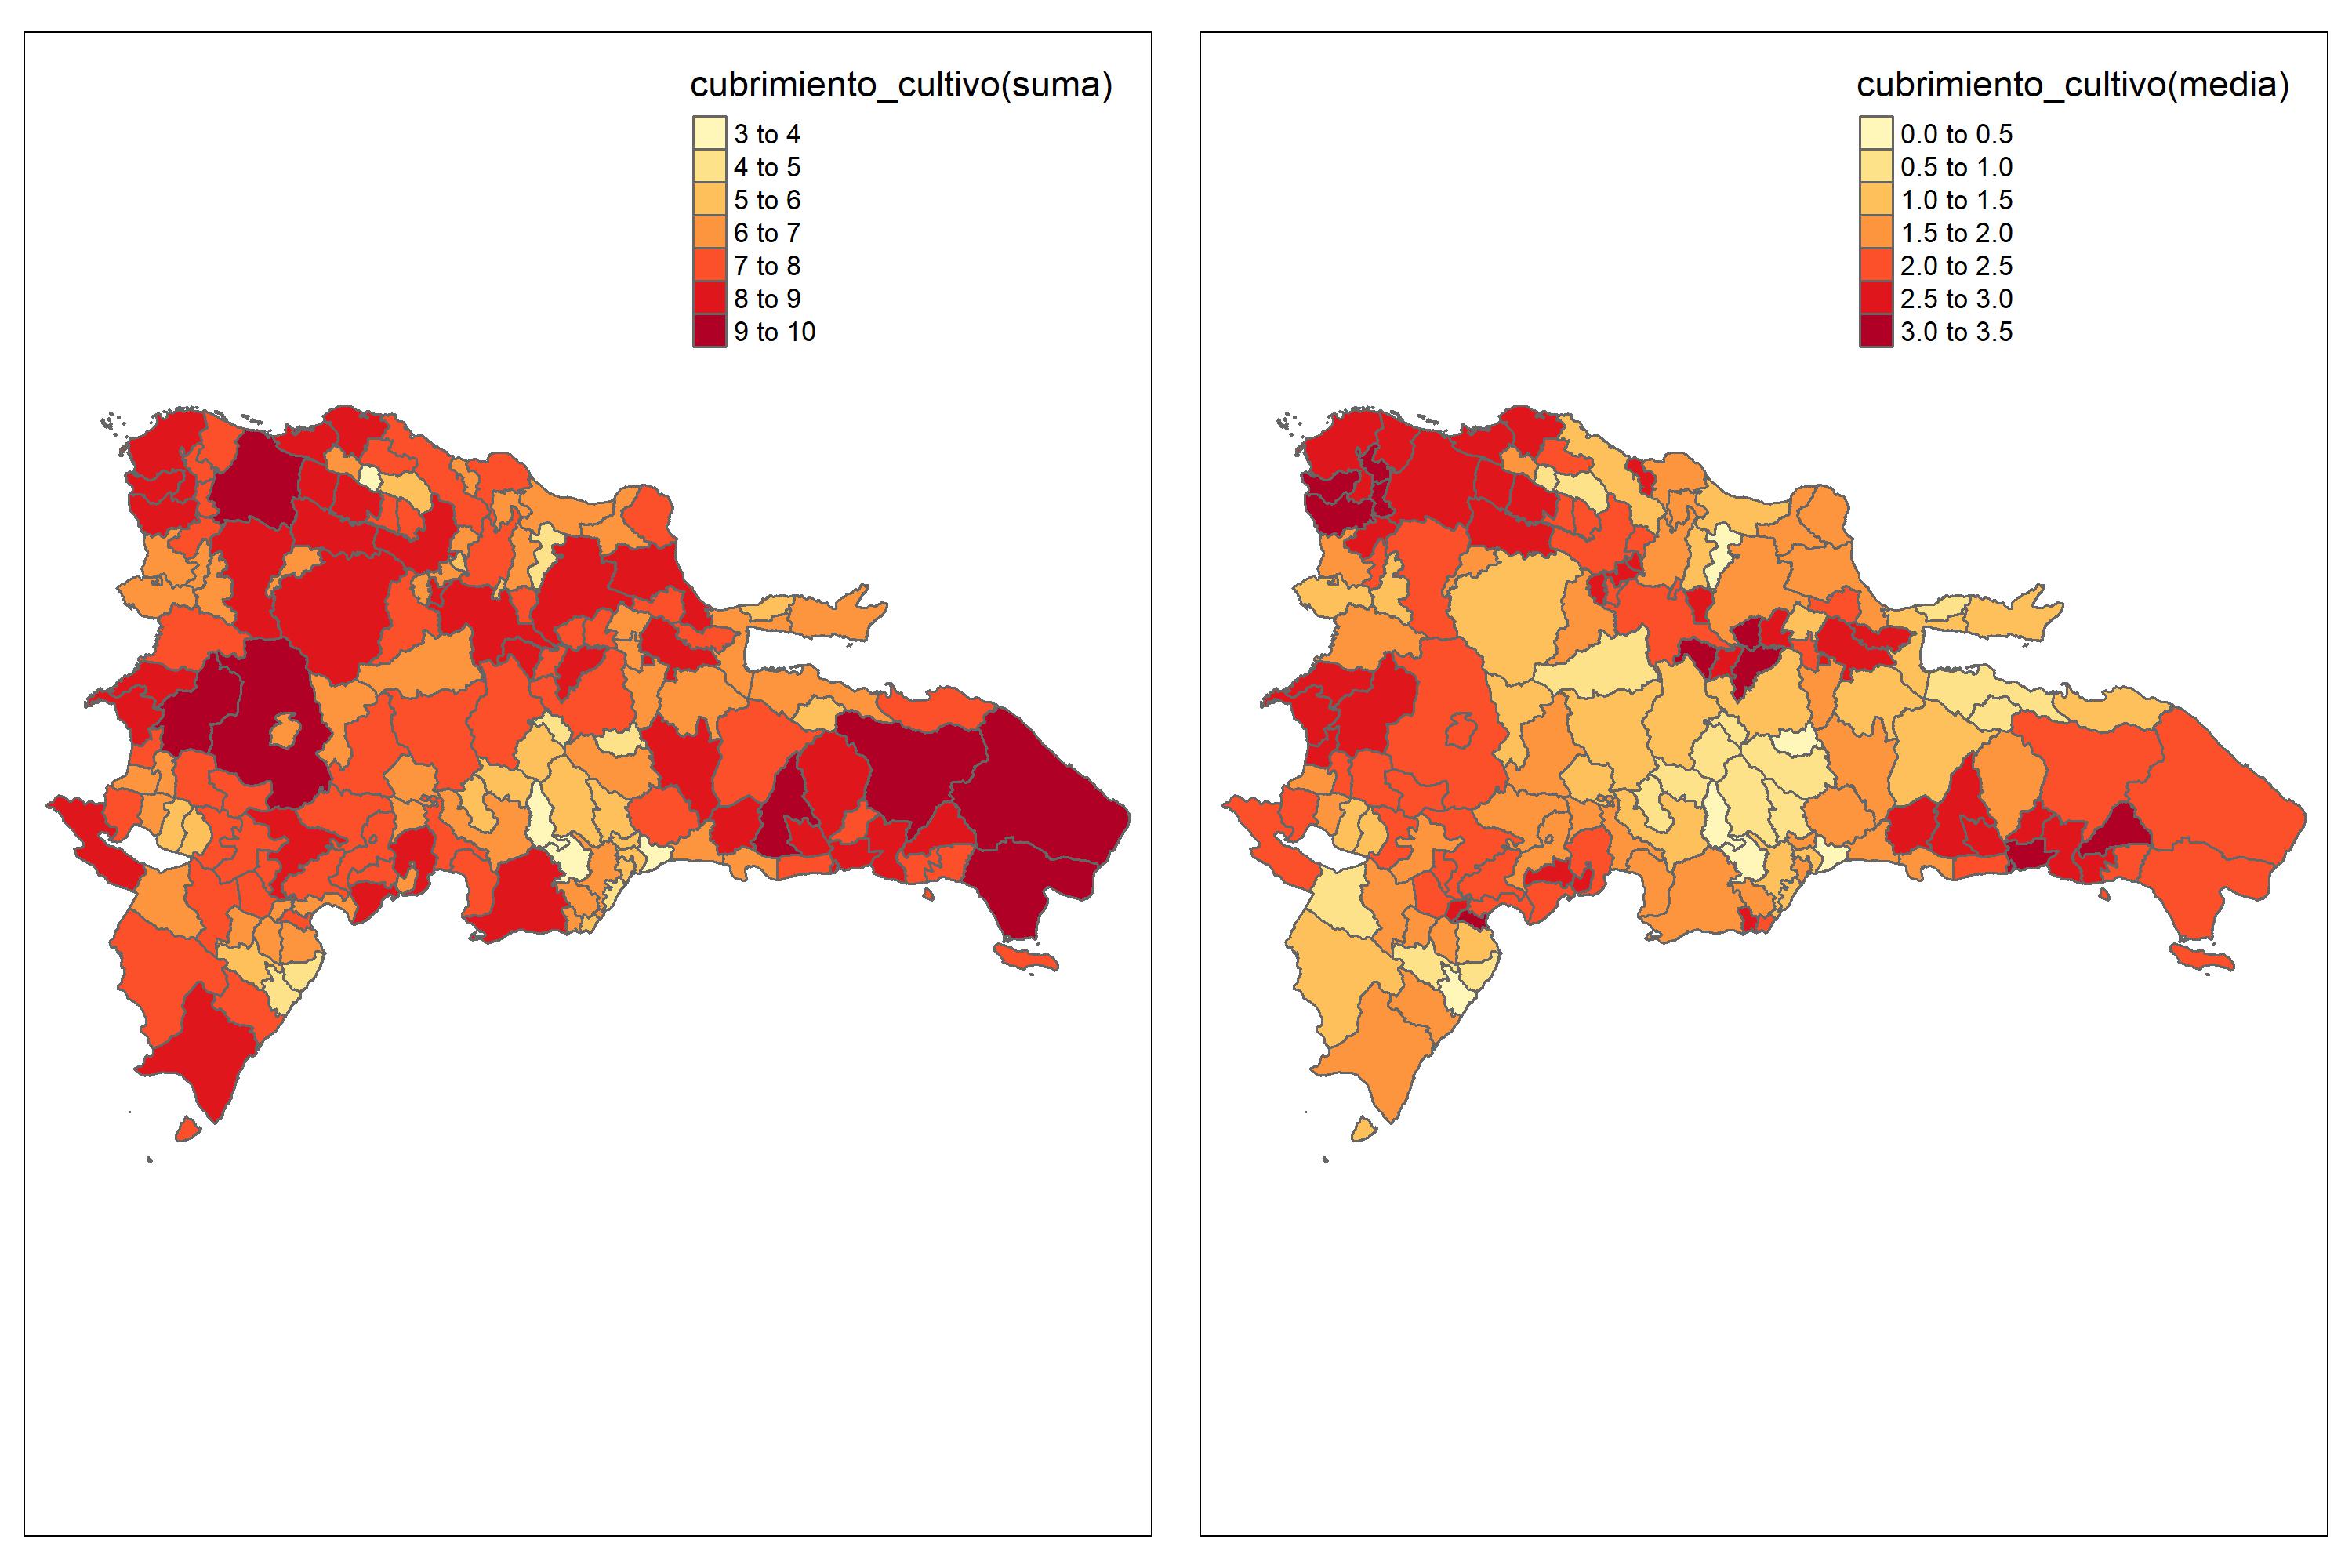 cubrimiento_cultivo(suma)
3 to 4
4 to 5
5 to 6
6 to 7
7 to 8
8 to 9
9 to 10
cubrimiento_cultivo(media)
0.0 to 0.5
0.5 to 1.0
1.0 to 1.5
1.5 to 2.0
2.0 to 2.5
2.5 to 3.0
3.0 to 3.5